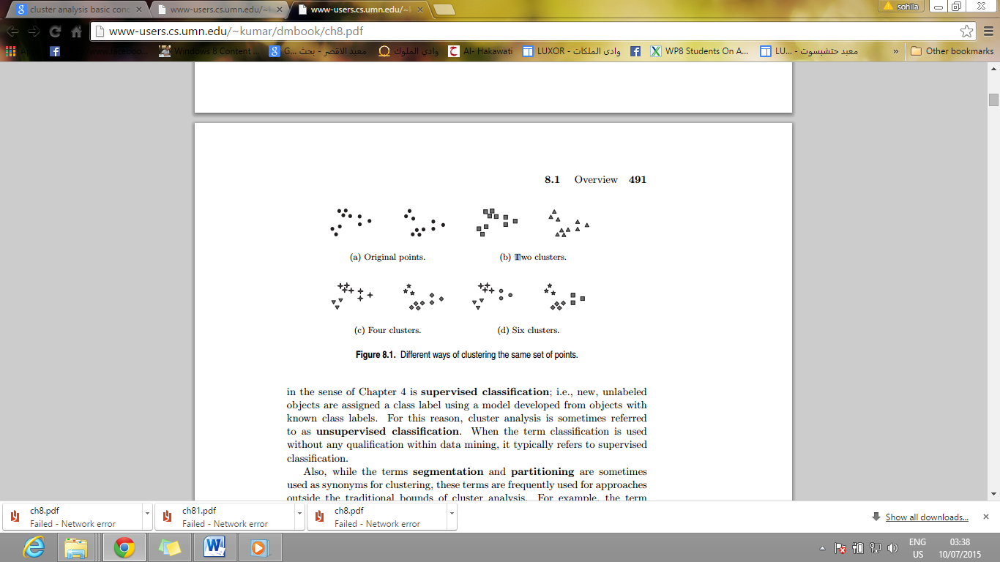 cluster analysis basic conc
www-users.cs.umn.edu/~k
www-users.cs.umn.edu/~
sohila
www-users.cs.umn.edu/~kumar/dmbook/ch8.pdf
Windows 8 Content ...
G... معبد الاقصر - بحث
وادي الملوك
Al- Hakawati
LUXOR - وادى الملكات
WP8 Students On A...
LU... - معبد حتشبسوت
»
Other bookmarks
8.1 Overview 491
(a) Original points.
(b) Two clusters.
(c) Four clusters.
(d) Six clusters.
Figure 8.1. Different ways of clustering the same set of points.
in the sense of Chapter 4 is supervised classification; i.e., new, unlabeled
objects are assigned a class label using a model developed from objects with
known class labels. For this reason, cluster analysis is sometimes referred
to as unsupervised classification. When the term classification is used
without any qualification within data mining, it typically refers to supervised
classification.
Also, while the terms segmentation and partitioning are sometimes
used as synonyms for clustering, these terms are frequently used for approaches
outside the traditional bounds of cluster analysis. For example, the term
ch8.pdf
Failed - Network error
ch81.pdf
Failed - Network error
ch8.pdf
Failed - Network error
Show all downloads...
ENG
US
03:38
10/07/2015